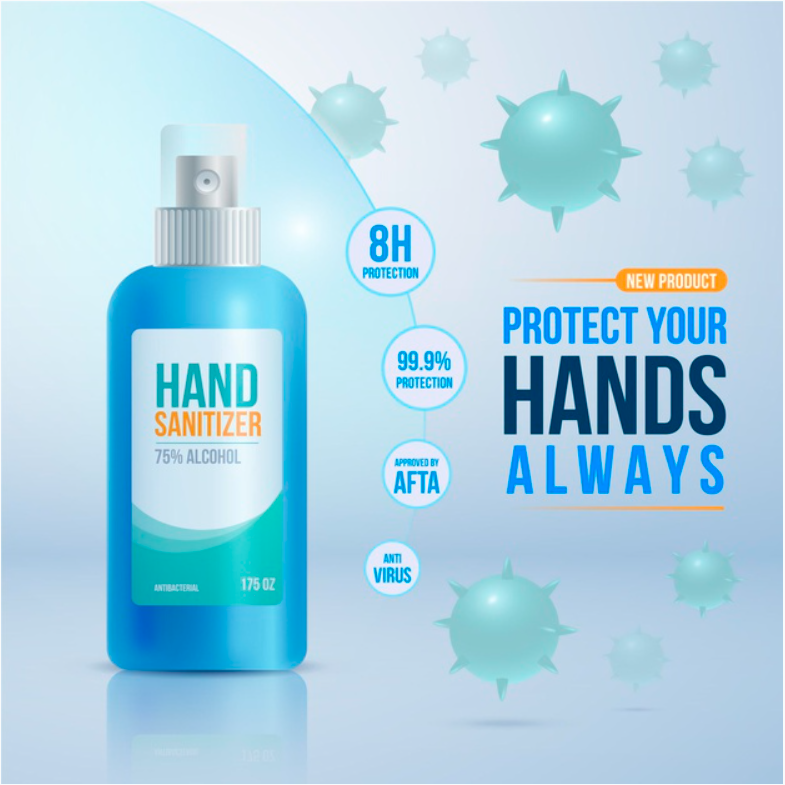 HAND
SANITIZER
75% ALCOHOL
ANTIBACTERIAL
175 OZ
8H
PROTECTION
99.9%
PROTECTION
APPROVED BY
AFTA
ANTI
VIRUS
NEW PRODUCT
PROTECT YOUR
HANDS
ALWAYS